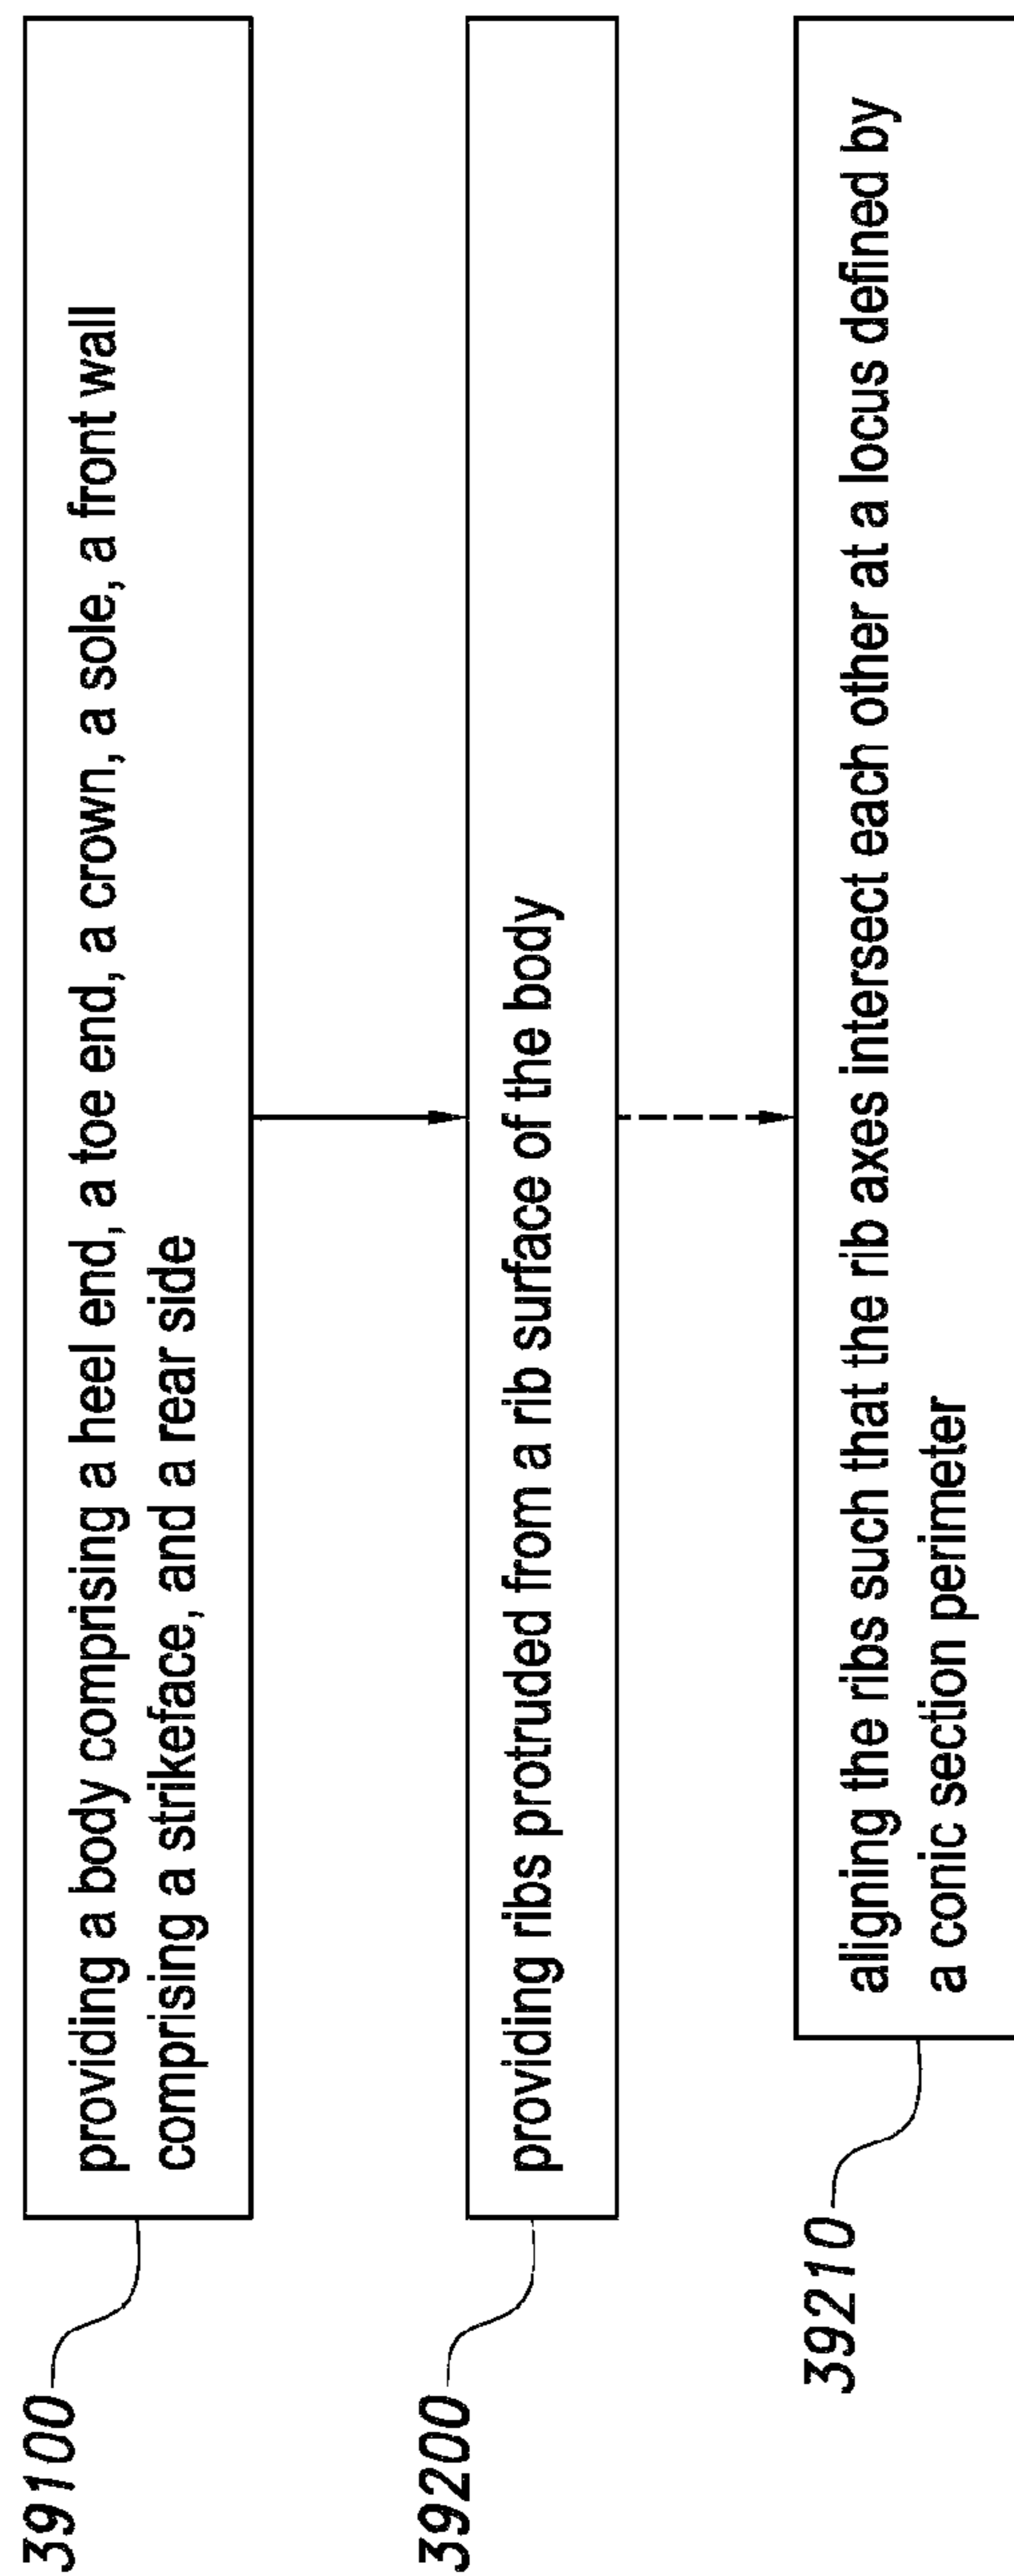 39100
providing a body comprising a heel end, a toe end, a crown, a sole, a front wall
comprising a strikeface, and a rear side
39200
providing ribs protruded from a rib surface of the body
39210
aligning the ribs such that the rib axes intersect each other at a locus defined by
a conic section perimeter